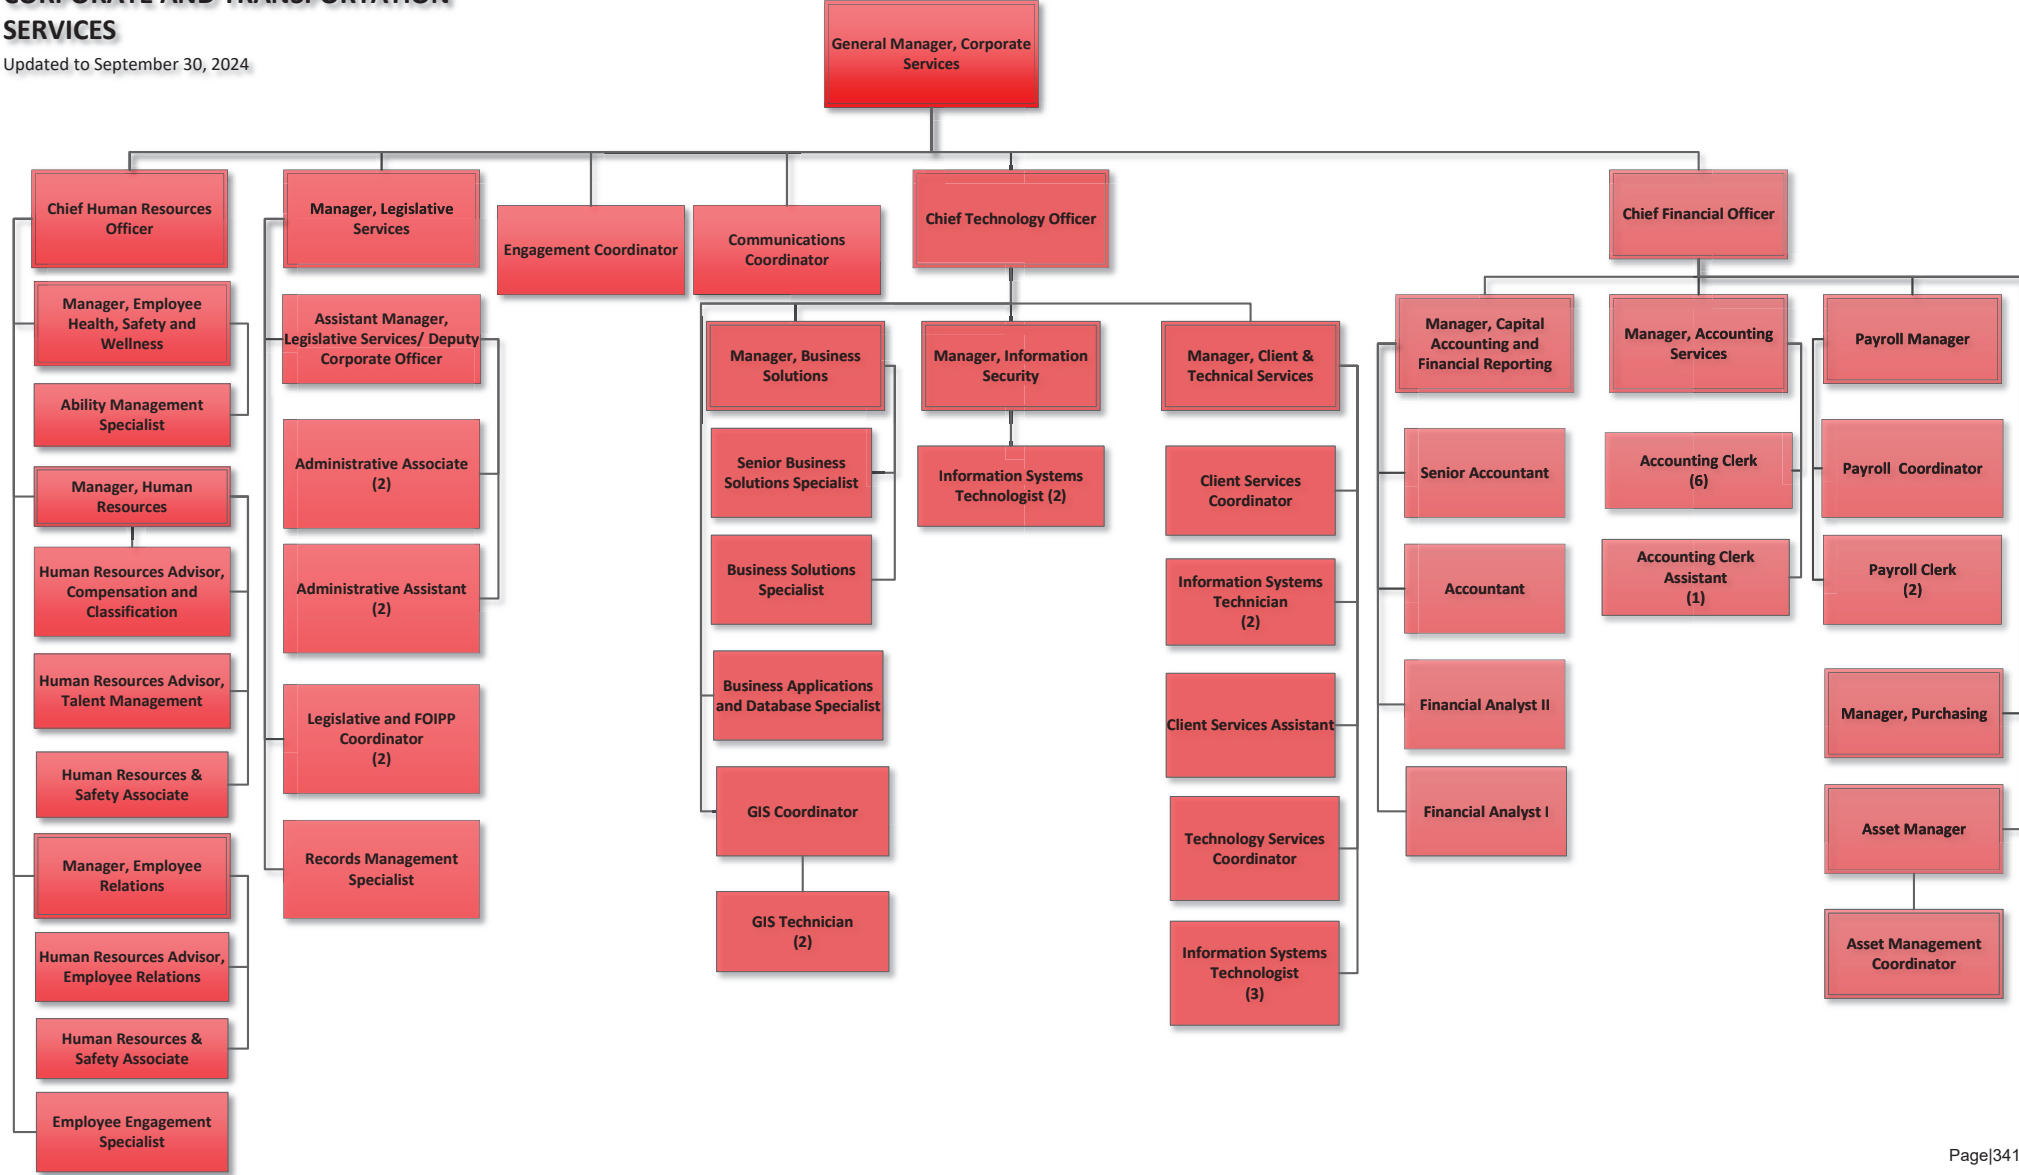 CORPORATE AND TRANSPORTATION
SERVICES
Updated to September 30, 2024
General Manager, Corporate
Services
Chief Human Resources
Officer
Manager, Legislative
Services
Engagement Coordinator
Communications
Coordinator
Chief Technology Officer
Chief Financial Officer
Manager, Employee
Health, Safety and
Wellness
Ability Management
Specialist
Manager, Human
Resources
Human Resources Advisor,
Compensation and
Classification
Human Resources Advisor,
Talent Management
Human Resources &
Safety Associate
Manager, Employee
Relations
Human Resources Advisor,
Employee Relations
Human Resources &
Safety Associate
Employee Engagement
Specialist
Assistant Manager,
Legislative Services/ Deputy
Corporate Officer
Administrative Associate
(2)
Administrative Assistant
(2)
Legislative and FOIPP
Coordinator
(2)
Records Management
Specialist
Manager, Business
Solutions
Senior Business
Solutions Specialist
Business Solutions
Specialist
Business Applications
and Database Specialist
GIS Coordinator
GIS Technician
(2)
Manager, Information
Security
Information Systems
Technologist (2)
Manager, Client &
Technical Services
Client Services
Coordinator
Information Systems
Technician
(2)
Client Services Assistant
Technology Services
Coordinator
Information Systems
Technologist
(3)
Manager, Capital
Accounting and
Financial Reporting
Senior Accountant
Accountant
Financial Analyst II
Financial Analyst I
Manager, Accounting
Services
Accounting Clerk
(6)
Accounting Clerk
Assistant
(1)
Payroll Manager
Payroll Coordinator
Payroll Clerk
(2)
Manager, Purchasing
Asset Manager
Asset Management
Coordinator
Page|341